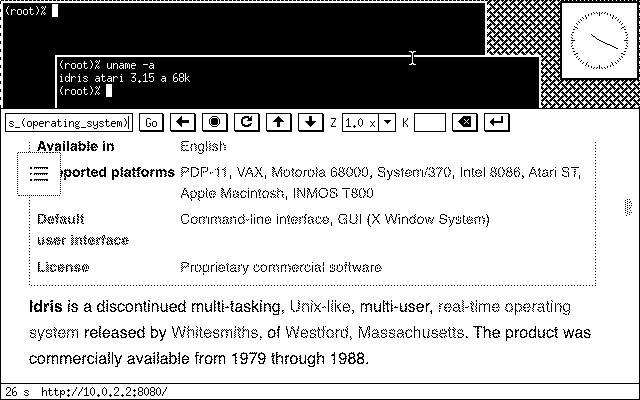 (root)%
(root)% uname -a
idris atari 3.15 a 68k
(root)%
s_(operating_system) Go Z 1.0 x K
Available in English
ported platforms PDP-11, VAX, Motorola 68000, System/370, Intel 8086, Atari ST,
Apple Macintosh, INMOS T800
Default Command-line interface, GUI (X Window System)
user interface
License Proprietary commercial software
Idris is a discontinued multi-tasking, Unix-like, multi-user, real-time operating
system released by Whitesmiths, of Westford, Massachusetts. The product was
commercially available from 1979 through 1988.
26 s http://10.0.2.2:8080/